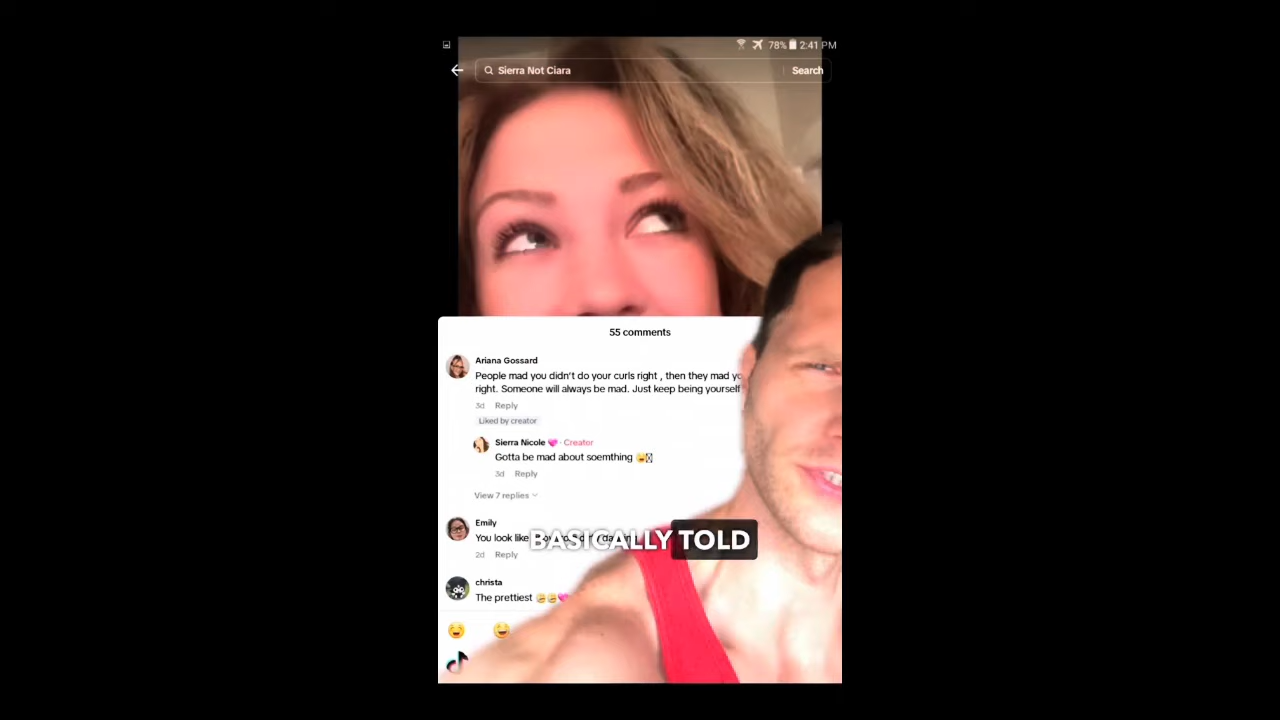 78% 2:41 PM
Sierra Not Ciara Search
55 comments
Ariana Gossard
People mad you didn't do your curls right , then they mad
right. Someone will always be mad. Just keep being yourself
3d Reply
Liked by creator
Sierra Nicole 💖 · Creator
Gotta be mad about soemthing
3d Reply
View 7 replies
Emily
You look like
BASICALLY TOLD
2d Reply
christa
The prettiest